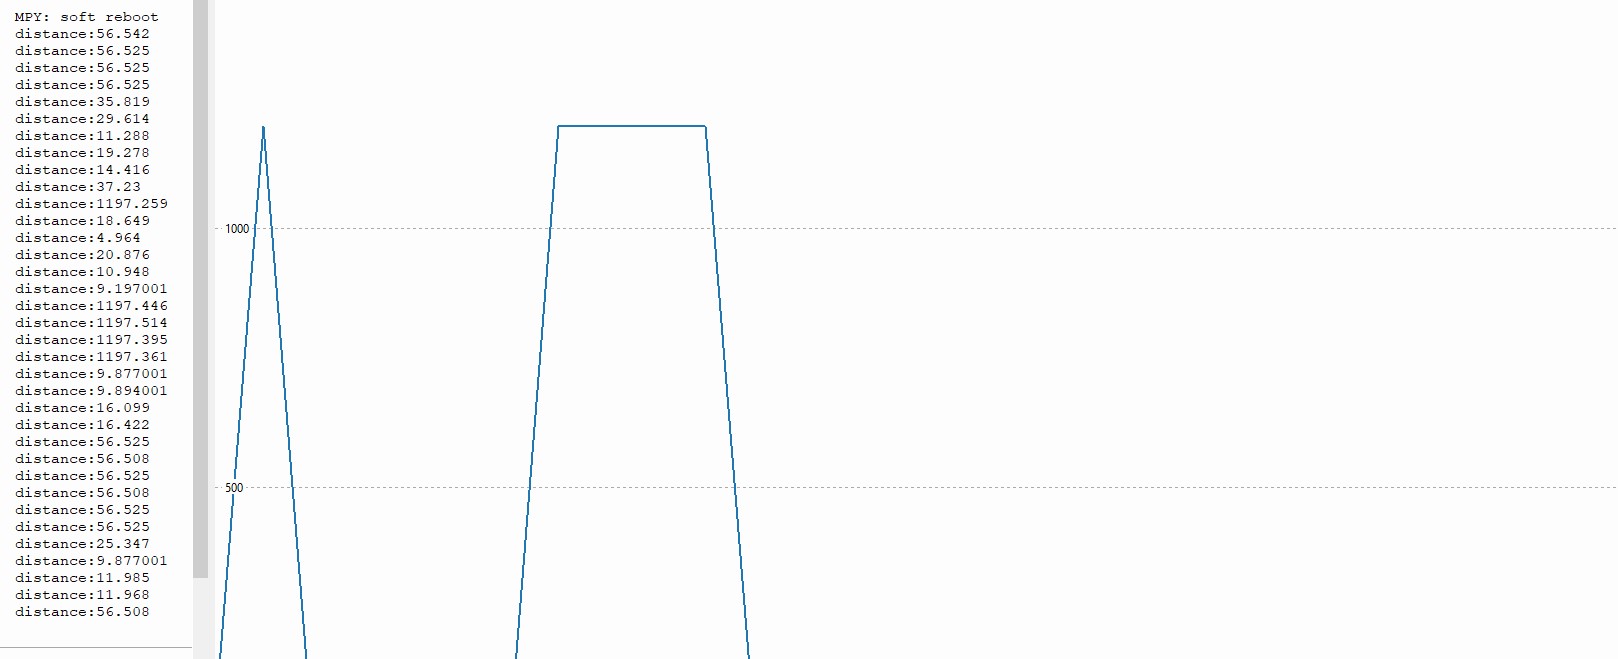 MPY: soft reboot
distance:56.542
distance:56.525
distance:56.525
distance:56.525
distance:35.819
distance:29.614
distance:11.288
distance:19.278
distance:14.416
distance:37.23
distance:1197.259
distance:18.649
distance:4.964
distance:20.876
distance:10.948
distance:9.197001
distance:1197.446
distance:1197.514
distance:1197.395
distance:1197.361
distance:9.877001
distance:9.894001
distance:16.099
distance:16.422
distance:56.525
distance:56.508
distance:56.525
distance:56.508
distance:56.525
distance:56.525
distance:25.347
distance:9.877001
distance:11.985
distance:11.968
distance:56.508
1000
500